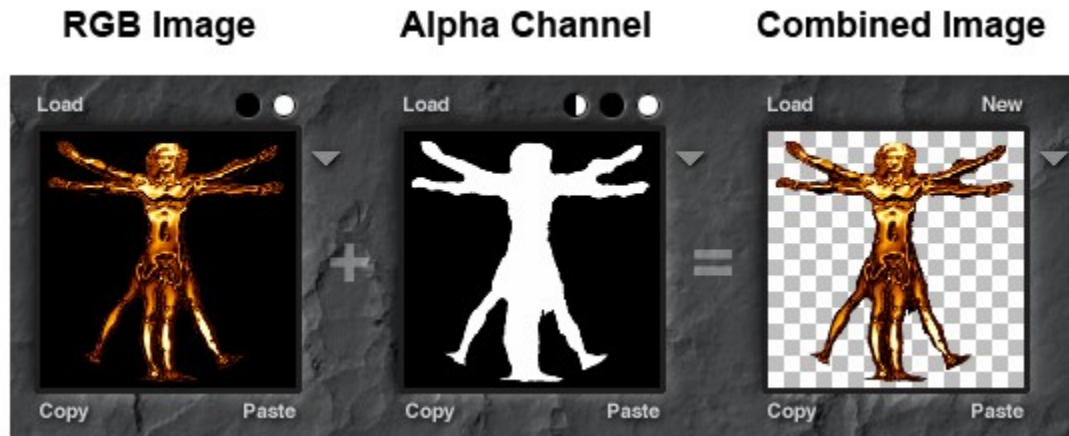 RGB Image Alpha Channel Combined Image
Load Load Load New
+ =
Copy Paste Copy Paste Copy Paste